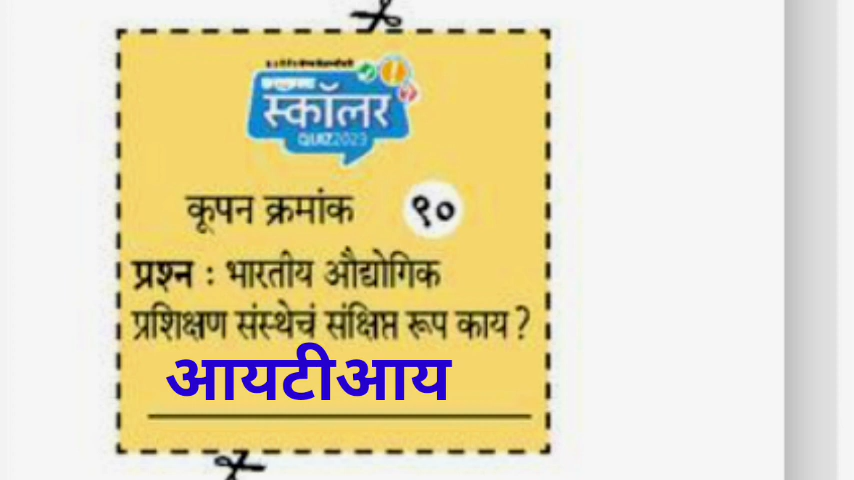 स्कॉलर
QUIZ2023
कूपन क्रमांक ९०
प्रश्न : भारतीय औद्योगिक
प्रशिक्षण संस्थेचं संक्षिप्त रूप काय ?
आयटीआय